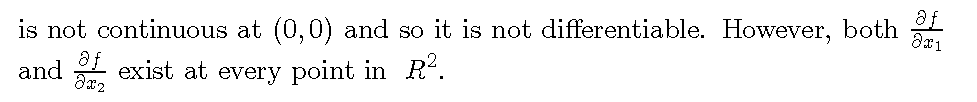 is not continuous at (0,0) and so it is not differentiable. However, both ∂f/∂x₁
and ∂f/∂x₂ exist at every point in R².